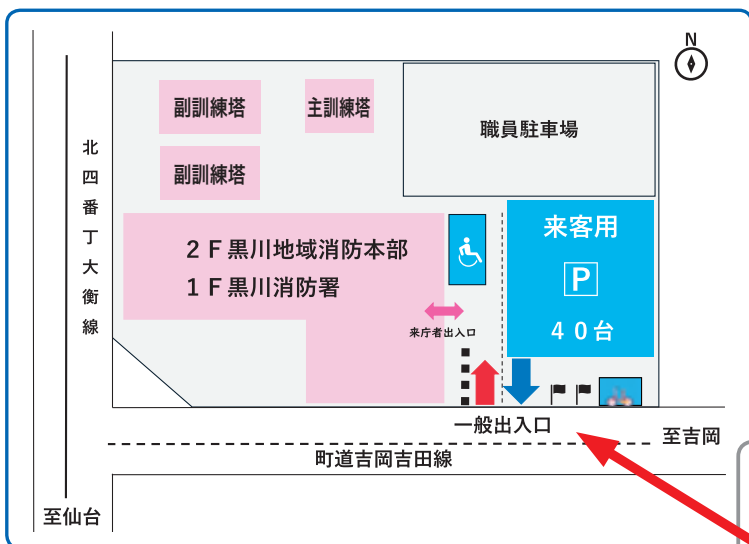 N
副訓練塔
主訓練塔
職員駐車場
副訓練塔
北四番丁大衡線
来客用
P
40台
2F黒川地域消防本部
1F黒川消防署
来庁者出入口
一般出入口
至吉岡
町道吉岡吉田線
至仙台